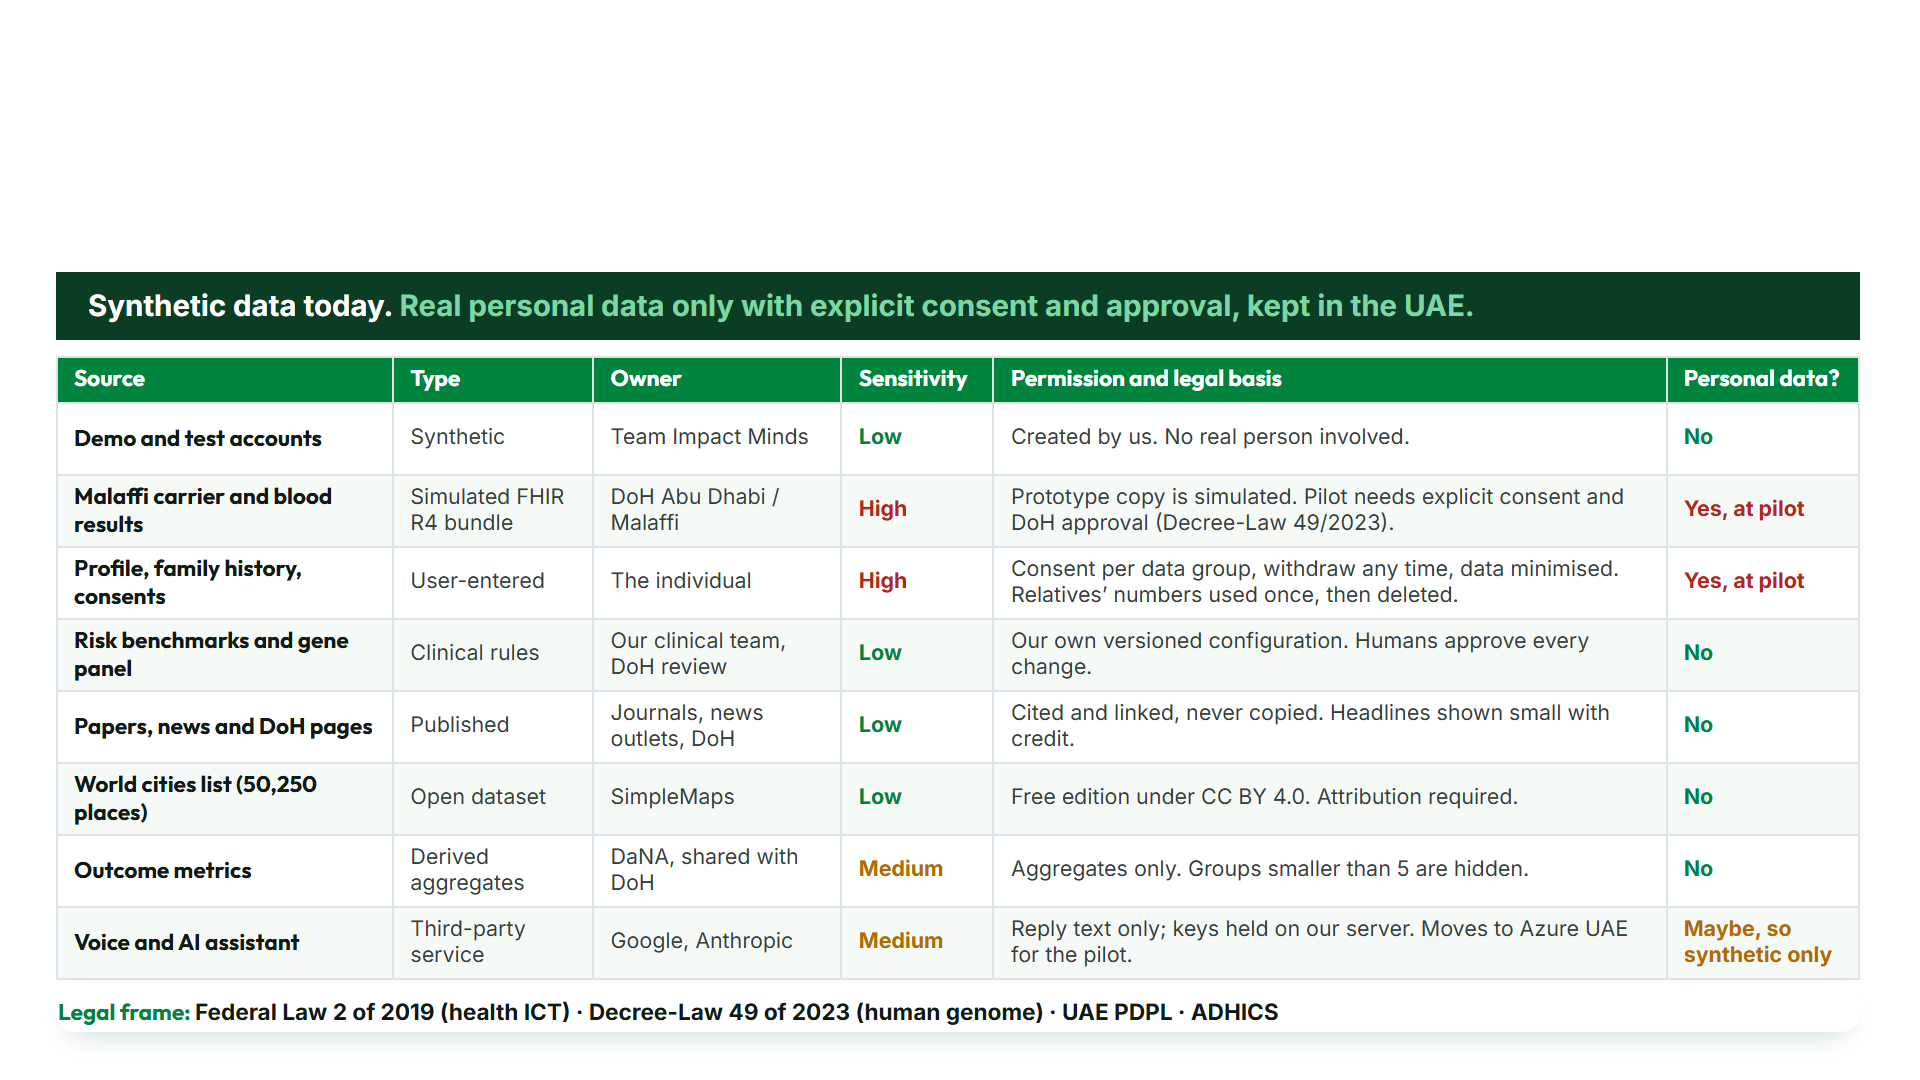 Synthetic data today. Real personal data only with explicit consent and approval, kept in the UAE.
Source Type Owner Sensitivity Permission and legal basis Personal data?
Demo and test accounts Synthetic Team Impact Minds Low Created by us. No real person involved. No
Malaffi carrier and blood results Simulated FHIR R4 bundle DoH Abu Dhabi / Malaffi High Prototype copy is simulated. Pilot needs explicit consent and DoH approval (Decree-Law 49/2023). Yes, at pilot
Profile, family history, consents User-entered The individual High Consent per data group, withdraw any time, data minimised. Relatives’ numbers used once, then deleted. Yes, at pilot
Risk benchmarks and gene panel Clinical rules Our clinical team, DoH review Low Our own versioned configuration. Humans approve every change. No
Papers, news and DoH pages Published Journals, news outlets, DoH Low Cited and linked, never copied. Headlines shown small with credit. No
World cities list (50,250 places) Open dataset SimpleMaps Low Free edition under CC BY 4.0. Attribution required. No
Outcome metrics Derived aggregates DaNA, shared with DoH Medium Aggregates only. Groups smaller than 5 are hidden. No
Voice and AI assistant Third-party service Google, Anthropic Medium Reply text only; keys held on our server. Moves to Azure UAE for the pilot. Maybe, so synthetic only
Legal frame: Federal Law 2 of 2019 (health ICT) · Decree-Law 49 of 2023 (human genome) · UAE PDPL · ADHICS